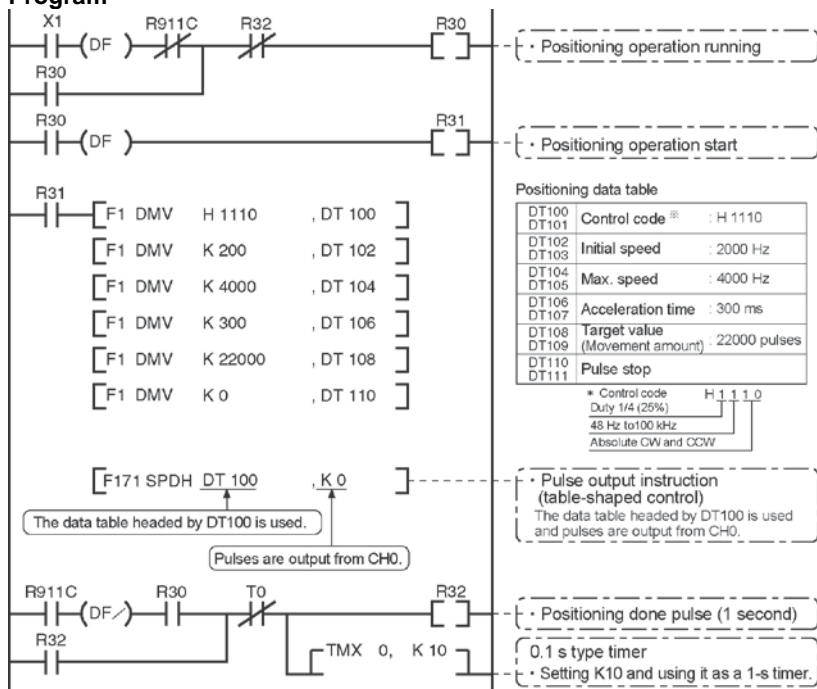 Program
X1 R911C R32 R30
(DF )
· Positioning operation running
R30
R30 R31
(DF )
· Positioning operation start
R31
F1 DMV H 1110 , DT 100
F1 DMV K 200 , DT 102
F1 DMV K 4000 , DT 104
F1 DMV K 300 , DT 106
F1 DMV K 22000 , DT 108
F1 DMV K 0 , DT 110
Positioning data table
DT100
DT101
Control code ※ : H 1110
DT102
DT103
Initial speed : 2000 Hz
DT104
DT105
Max. speed : 4000 Hz
DT106
DT107
Acceleration time : 300 ms
DT108
DT109
Target value
(Movement amount) : 22000 pulses
DT110
DT111
Pulse stop
* Control code H 1 1 1 0
Duty 1/4 (25%)
48 Hz to100 kHz
Absolute CW and CCW
F171 SPDH DT 100 , K 0
The data table headed by DT100 is used.
Pulses are output from CH0.
· Pulse output instruction
(table-shaped control)
The data table headed by DT100 is used
and pulses are output from CH0.
R911C R30 T0 R32
(DF/)
· Positioning done pulse (1 second)
R32
TMX 0, K 10
0.1 s type timer
· Setting K10 and using it as a 1-s timer.